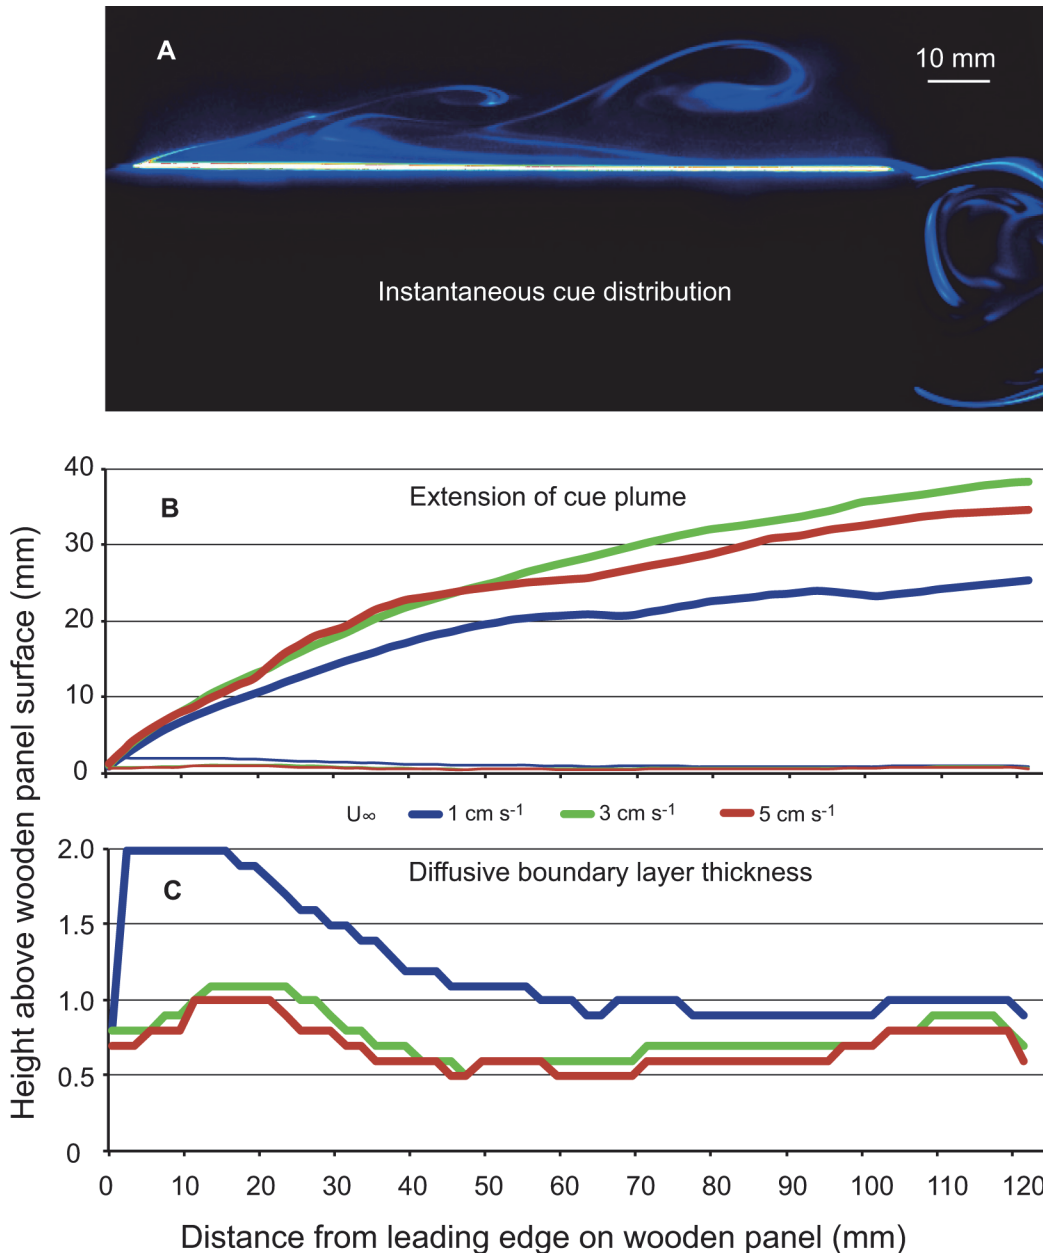 A
10 mm
Instantaneous cue distribution
Height above wooden panel surface (mm)
40
30
20
10
0
B
Extension of cue plume
U∞ 1 cm s⁻¹ 3 cm s⁻¹ 5 cm s⁻¹
2.0
1.5
1.0
0.5
0
C
Diffusive boundary layer thickness
0 10 20 30 40 50 60 70 80 90 100 110 120
Distance from leading edge on wooden panel (mm)